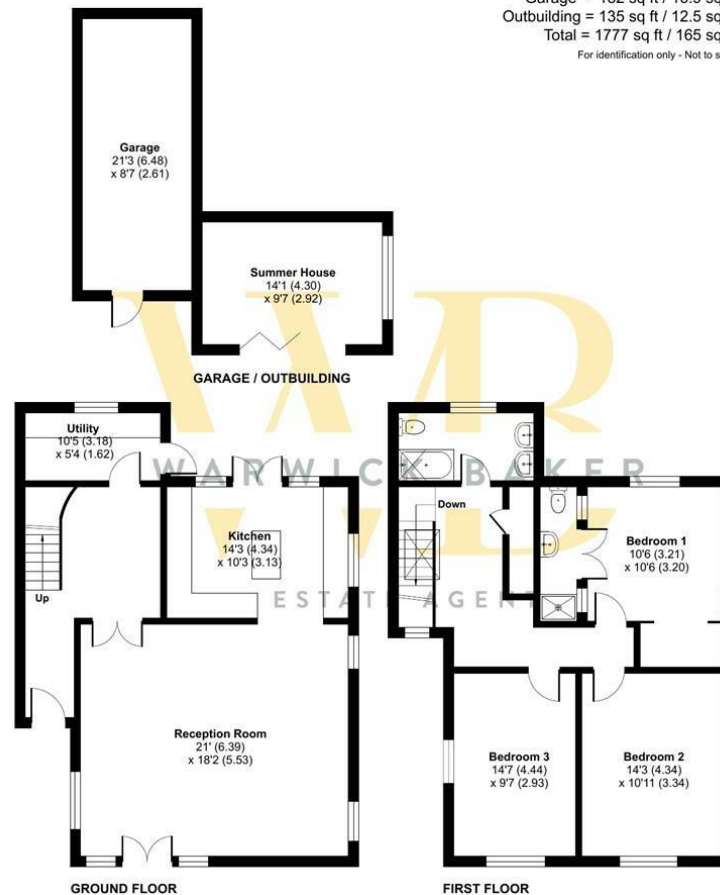 Outbuilding = 135 sq ft / 12.5 sq
Total = 1777 sq ft / 165 sq
For identification only - Not to s
Garage
21'3 (6.48)
x 8'7 (2.61)
Summer House
14'1 (4.30)
x 9'7 (2.92)
GARAGE / OUTBUILDING
WB
WARWICK BAKER
ESTATE AGENT
Utility
10'5 (3.18)
x 5'4 (1.62)
Kitchen
14'3 (4.34)
x 10'3 (3.13)
Up
Reception Room
21' (6.39)
x 18'2 (5.53)
GROUND FLOOR
Down
Bedroom 1
10'6 (3.21)
x 10'6 (3.20)
Bedroom 3
14'7 (4.44)
x 9'7 (2.93)
Bedroom 2
14'3 (4.34)
x 10'11 (3.34)
FIRST FLOOR